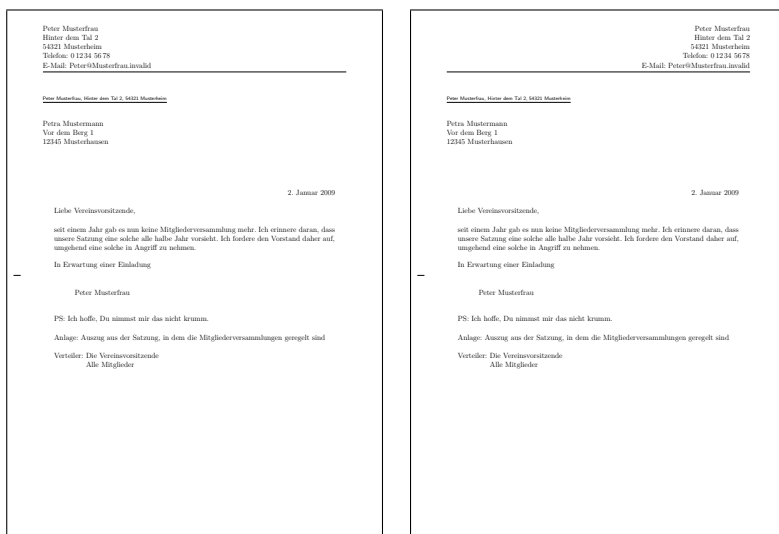 Peter Musterfrau
Hinter dem Tal 2
54321 Musterheim
Telefon: 0 12 34 56 78
E-Mail: Peter@Musterfrau.invalid
Peter Musterfrau, Hinter dem Tal 2, 54321 Musterheim
Petra Mustermann
Vor dem Berg 1
12345 Musterhausen
2. Januar 2009
Liebe Vereinsvorsitzende,
seit einem Jahr gab es nun keine Mitgliederversammlung mehr. Ich erinnere daran, dass
unsere Satzung eine solche alle halbe Jahr vorsieht. Ich fordere den Vorstand daher auf,
umgehend eine solche in Angriff zu nehmen.
In Erwartung einer Einladung
Peter Musterfrau
PS: Ich hoffe, Du nimmst mir das nicht krumm.
Anlage: Auszug aus der Satzung, in dem die Mitgliederversammlungen geregelt sind
Verteiler: Die Vereinsvorsitzende
Alle Mitglieder
Peter Musterfrau
Hinter dem Tal 2
54321 Musterheim
Telefon: 0 12 34 56 78
E-Mail: Peter@Musterfrau.invalid
Peter Musterfrau, Hinter dem Tal 2, 54321 Musterheim
Petra Mustermann
Vor dem Berg 1
12345 Musterhausen
2. Januar 2009
Liebe Vereinsvorsitzende,
seit einem Jahr gab es nun keine Mitgliederversammlung mehr. Ich erinnere daran, dass
unsere Satzung eine solche alle halbe Jahr vorsieht. Ich fordere den Vorstand daher auf,
umgehend eine solche in Angriff zu nehmen.
In Erwartung einer Einladung
Peter Musterfrau
PS: Ich hoffe, Du nimmst mir das nicht krumm.
Anlage: Auszug aus der Satzung, in dem die Mitgliederversammlungen geregelt sind
Verteiler: Die Vereinsvorsitzende
Alle Mitglieder